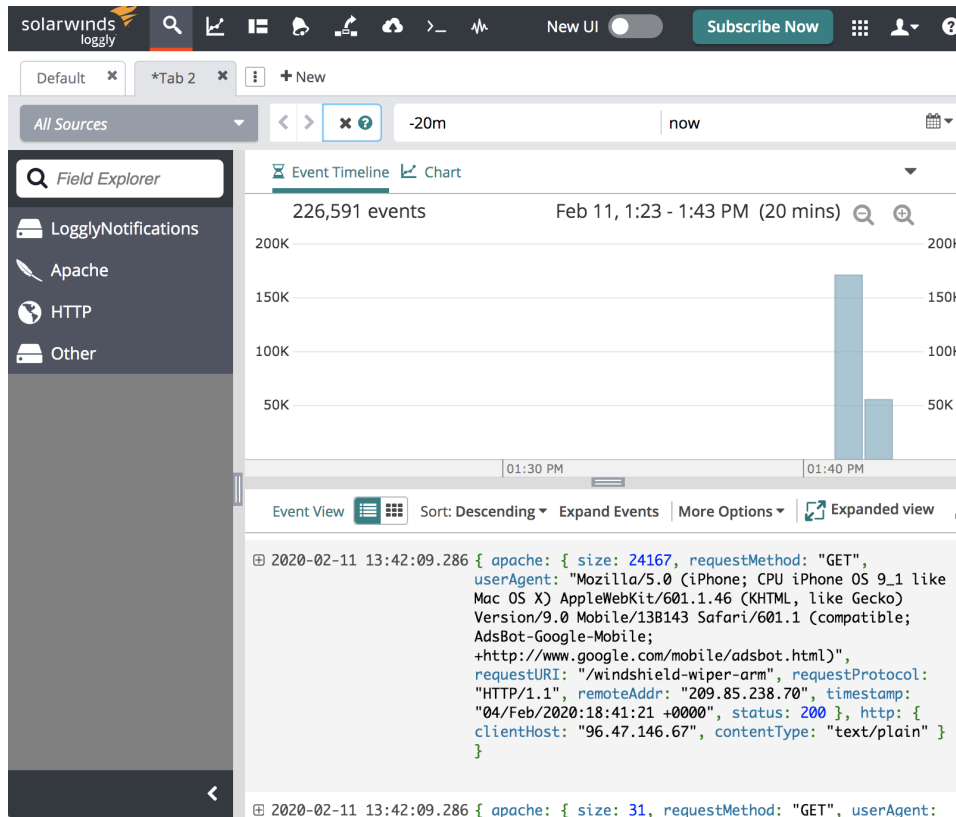 solarwinds
loggly
New UI
Subscribe Now
Default
*Tab 2
+ New
All Sources
-20m
now
Field Explorer
LogglyNotifications
Apache
HTTP
Other
Event Timeline
Chart
226,591 events
Feb 11, 1:23 - 1:43 PM (20 mins)
200K
200K
150K
150K
100K
100K
50K
50K
01:30 PM
01:40 PM
Event View
Sort: Descending
Expand Events
More Options
Expanded view
2020-02-11 13:42:09.286 { apache: { size: 24167, requestMethod: "GET",
userAgent: "Mozilla/5.0 (iPhone; CPU iPhone OS 9_1 like
Mac OS X) AppleWebKit/601.1.46 (KHTML, like Gecko)
Version/9.0 Mobile/13B143 Safari/601.1 (compatible;
AdsBot-Google-Mobile;
+http://www.google.com/mobile/adsbot.html)",
requestURI: "/windshield-wiper-arm", requestProtocol:
"HTTP/1.1", remoteAddr: "209.85.238.70", timestamp:
"04/Feb/2020:18:41:21 +0000", status: 200 }, http: {
clientHost: "96.47.146.67", contentType: "text/plain" }
}
2020-02-11 13:42:09.286 { apache: { size: 31, requestMethod: "GET", userAgent: